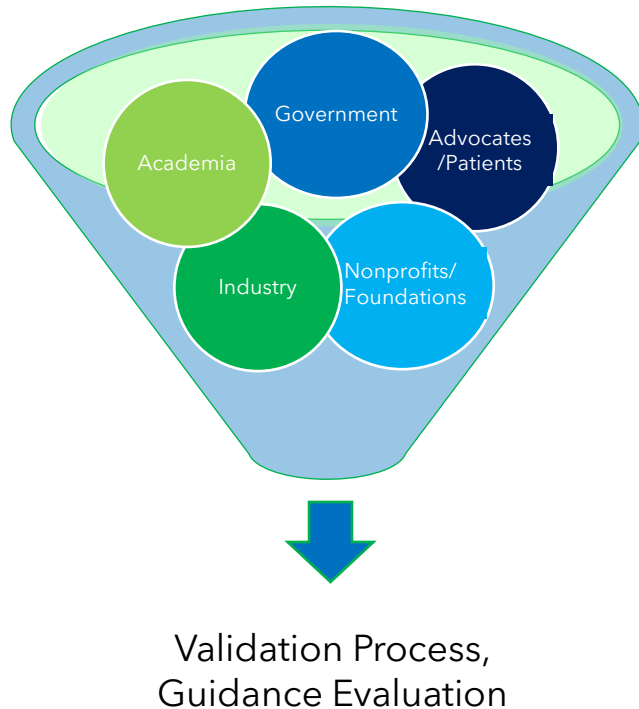 Government
Advocates
/Patients
Academia
Industry
Nonprofits/
Foundations
Validation Process,
Guidance Evaluation